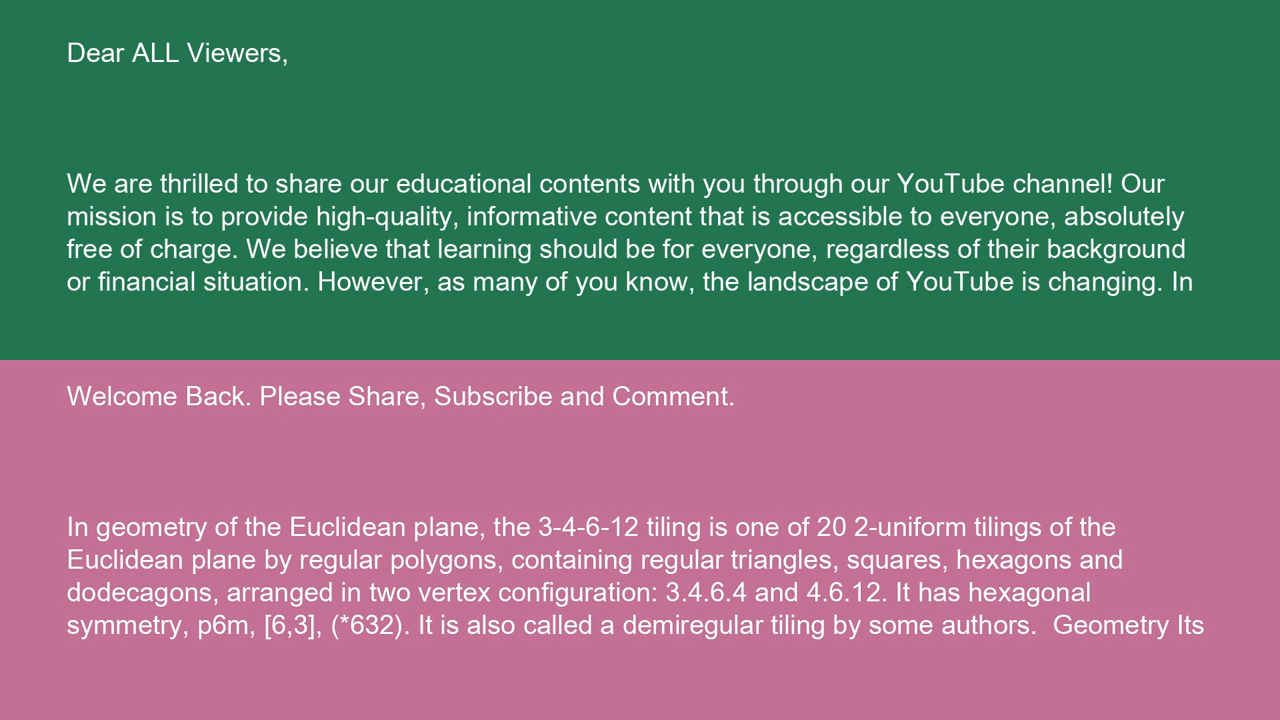 Dear ALL Viewers,
We are thrilled to share our educational contents with you through our YouTube channel! Our
mission is to provide high-quality, informative content that is accessible to everyone, absolutely
free of charge. We believe that learning should be for everyone, regardless of their background
or financial situation. However, as many of you know, the landscape of YouTube is changing. In
Welcome Back. Please Share, Subscribe and Comment.
In geometry of the Euclidean plane, the 3-4-6-12 tiling is one of 20 2-uniform tilings of the
Euclidean plane by regular polygons, containing regular triangles, squares, hexagons and
dodecagons, arranged in two vertex configuration: 3.4.6.4 and 4.6.12. It has hexagonal
symmetry, p6m, [6,3], (*632). It is also called a demiregular tiling by some authors.  Geometry Its